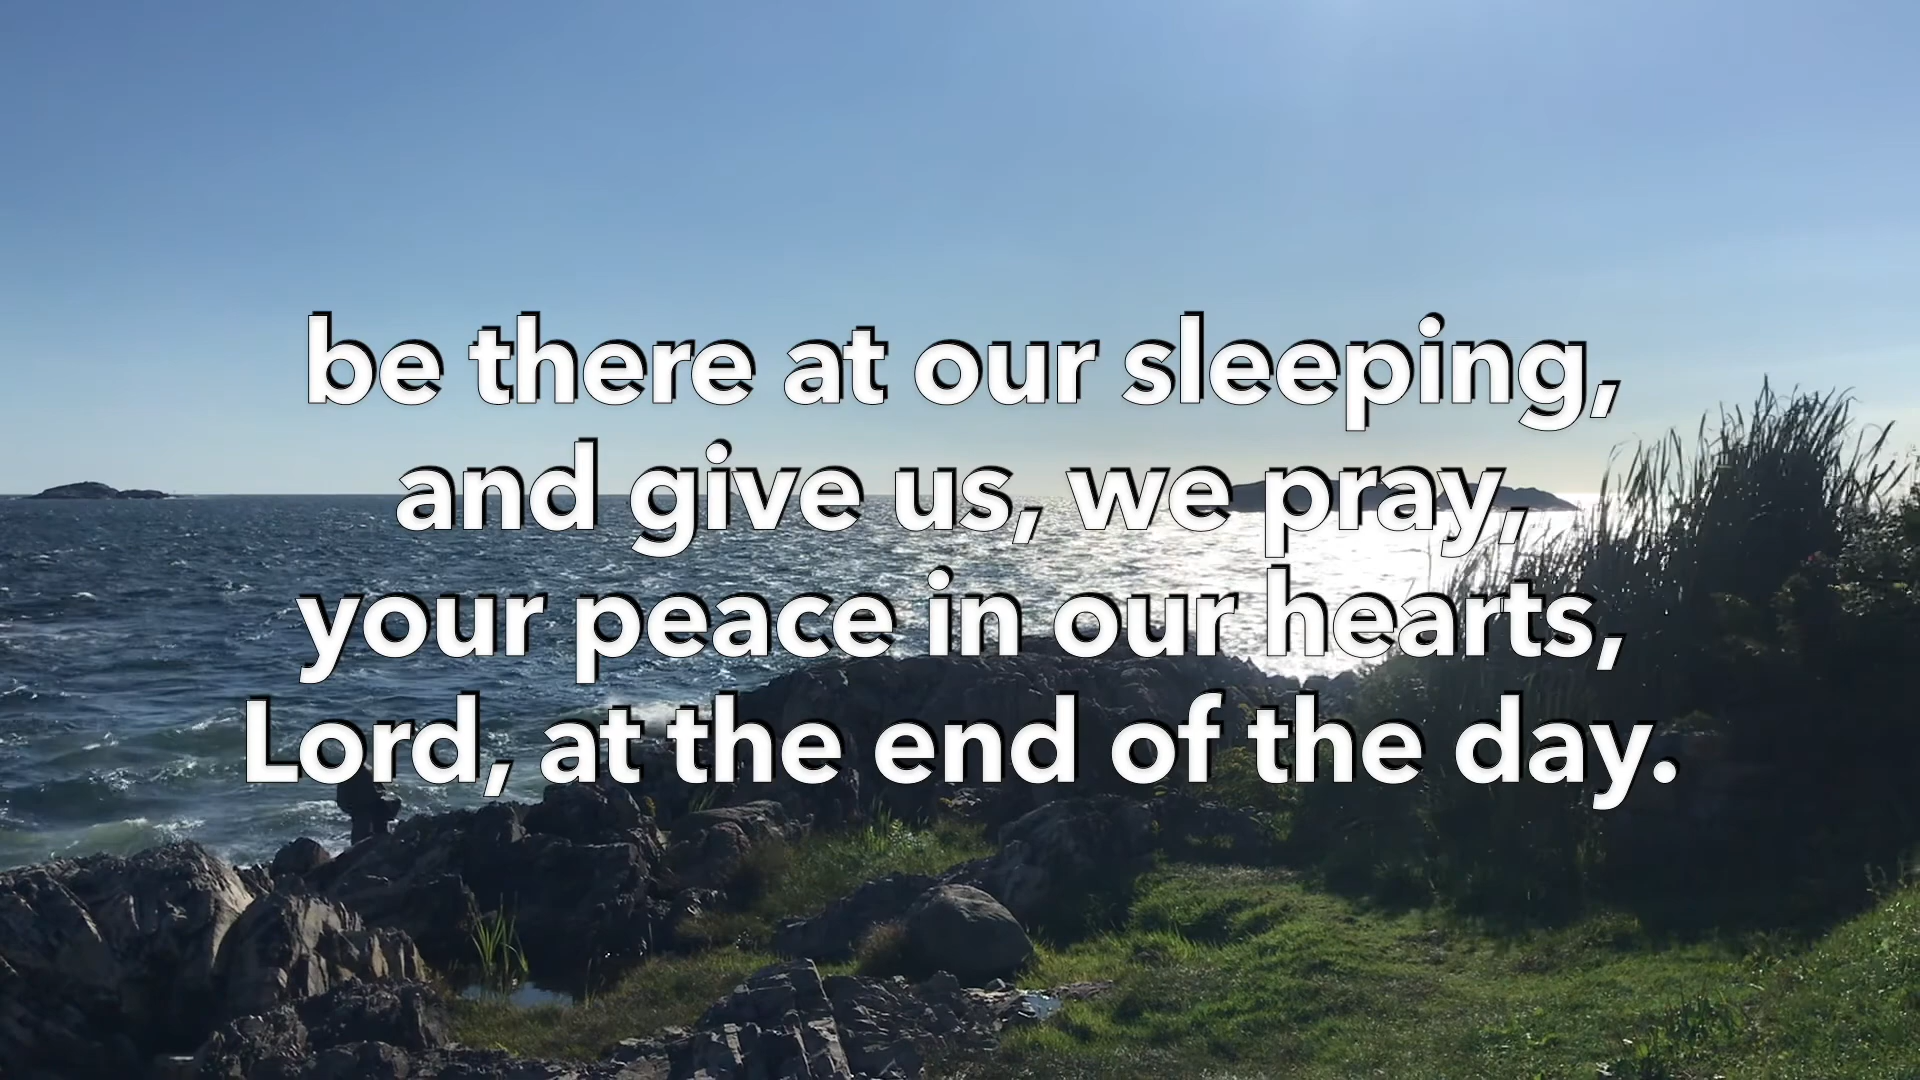 be there at our sleeping,
and give us, we pray,
your peace in our hearts,
Lord, at the end of the day.